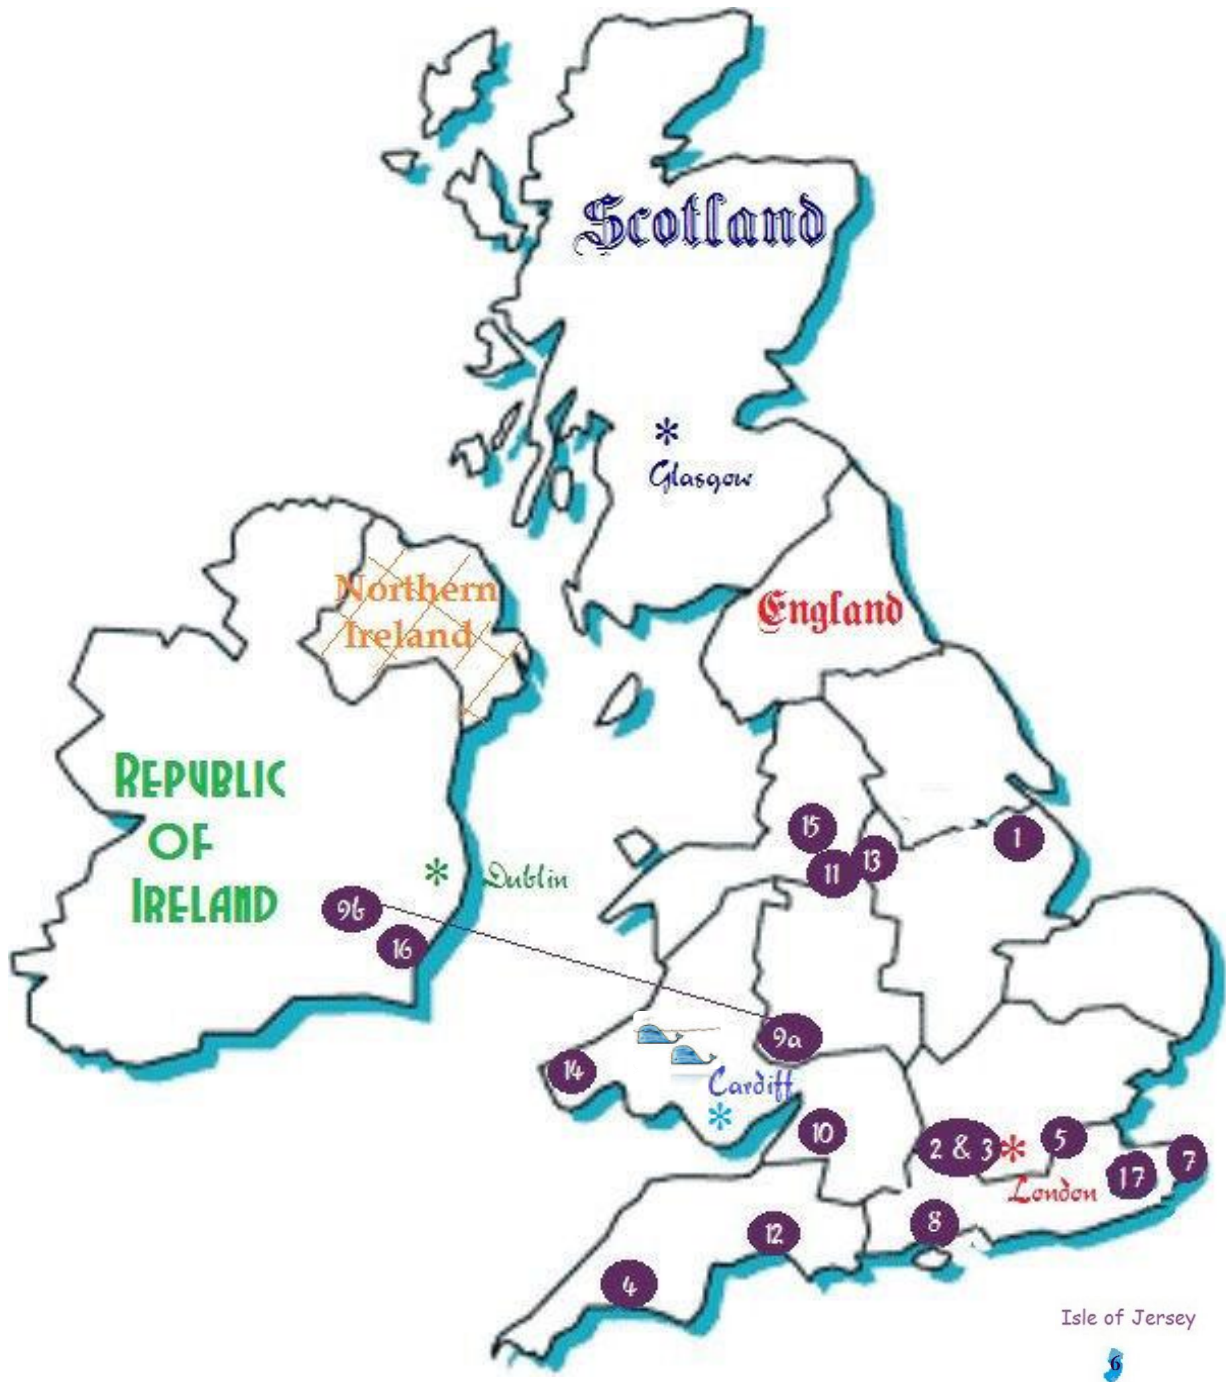 Scotland
*
Glasgow
Northern
Ireland
England
REPUBLIC
OF
IRELAND
15
1
13
11
* Dublin
9b
16
9a
14
Cardiff
*
10
2 & 3 *
5
7
17
London
8
12
4
Isle of Jersey
6